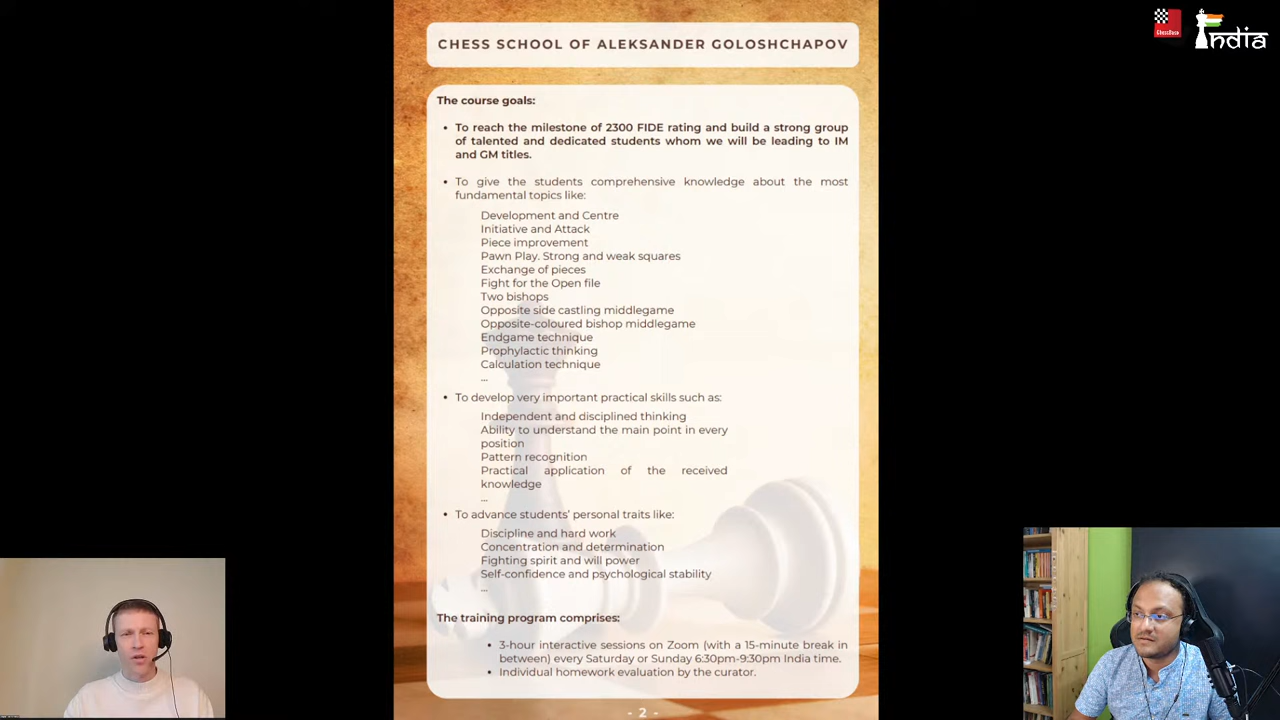 CHESS SCHOOL OF ALEKSANDER GOLOSHCHAPOV
ChessBase
India
The course goals:
• To reach the milestone of 2300 FIDE rating and build a strong group
of talented and dedicated students whom we will be leading to IM
and GM titles.
• To give the students comprehensive knowledge about the most
fundamental topics like:
Development and Centre
Initiative and Attack
Piece improvement
Pawn Play. Strong and weak squares
Exchange of pieces
Fight for the Open file
Two bishops
Opposite side castling middlegame
Opposite-coloured bishop middlegame
Endgame technique
Prophylactic thinking
Calculation technique
...
• To develop very important practical skills such as:
Independent and disciplined thinking
Ability to understand the main point in every
position
Pattern recognition
Practical application of the received
knowledge
...
• To advance students' personal traits like:
Discipline and hard work
Concentration and determination
Fighting spirit and will power
Self-confidence and psychological stability
...
The training program comprises:
• 3-hour interactive sessions on Zoom (with a 15-minute break in
between) every Saturday or Sunday 6:30pm-9:30pm India time.
• Individual homework evaluation by the curator.
- 2 -